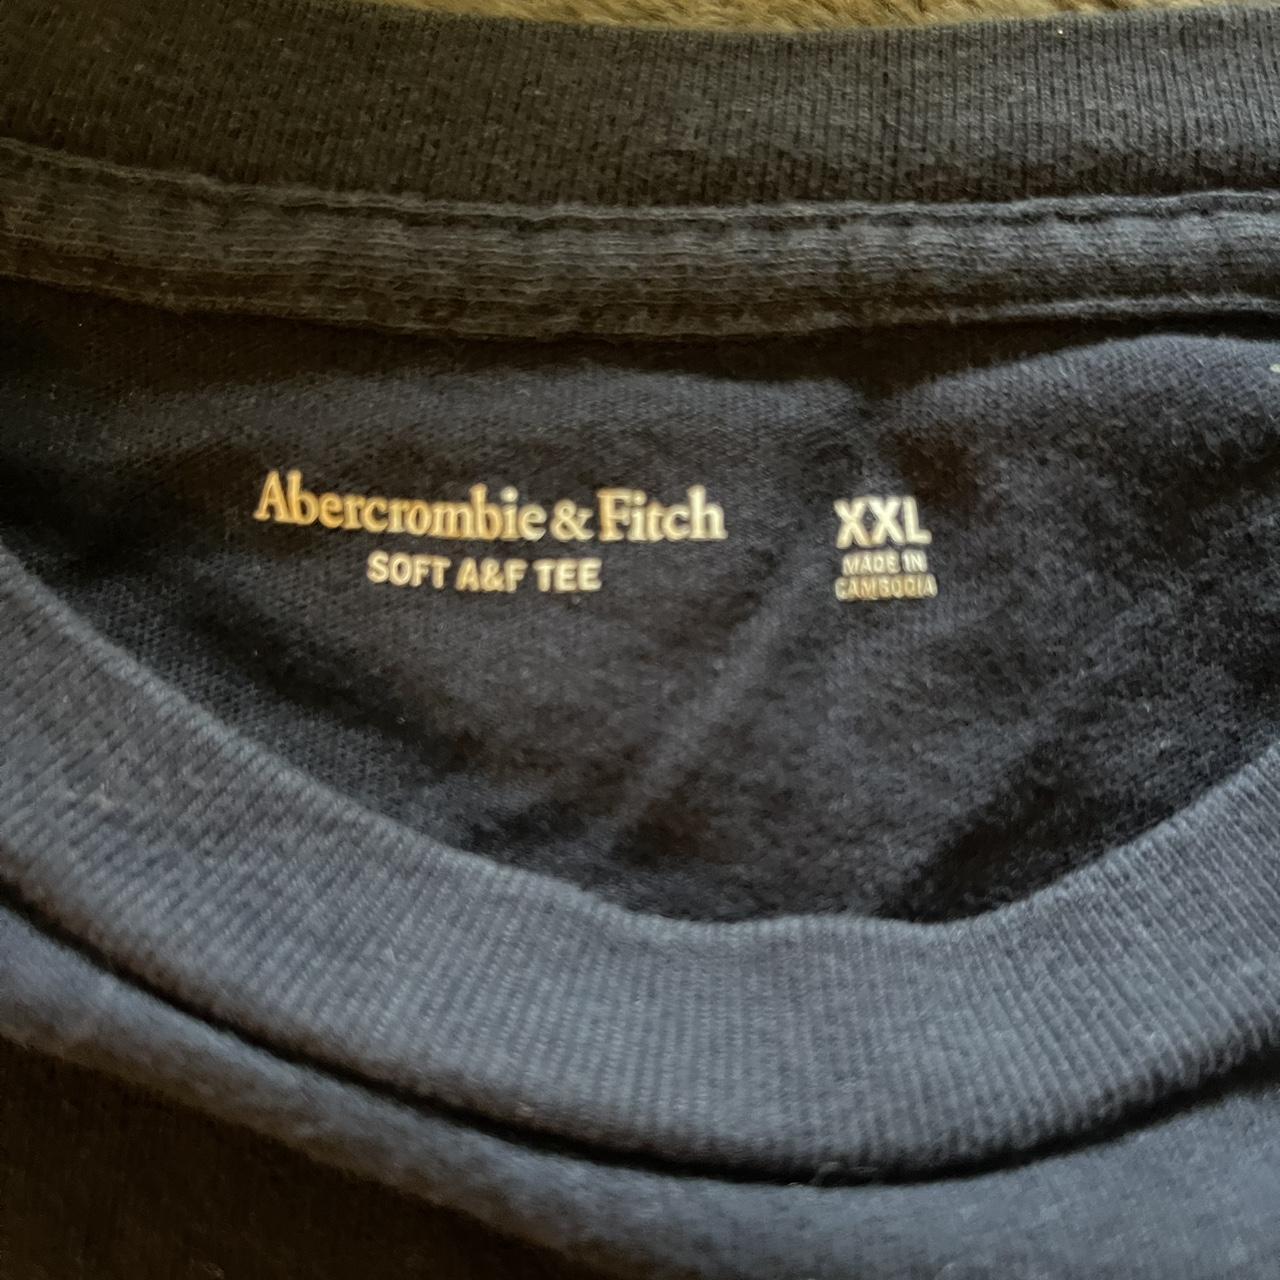 Abercrombie & Fitch
SOFT A&F TEE
XXL
MADE IN
CAMBODIA